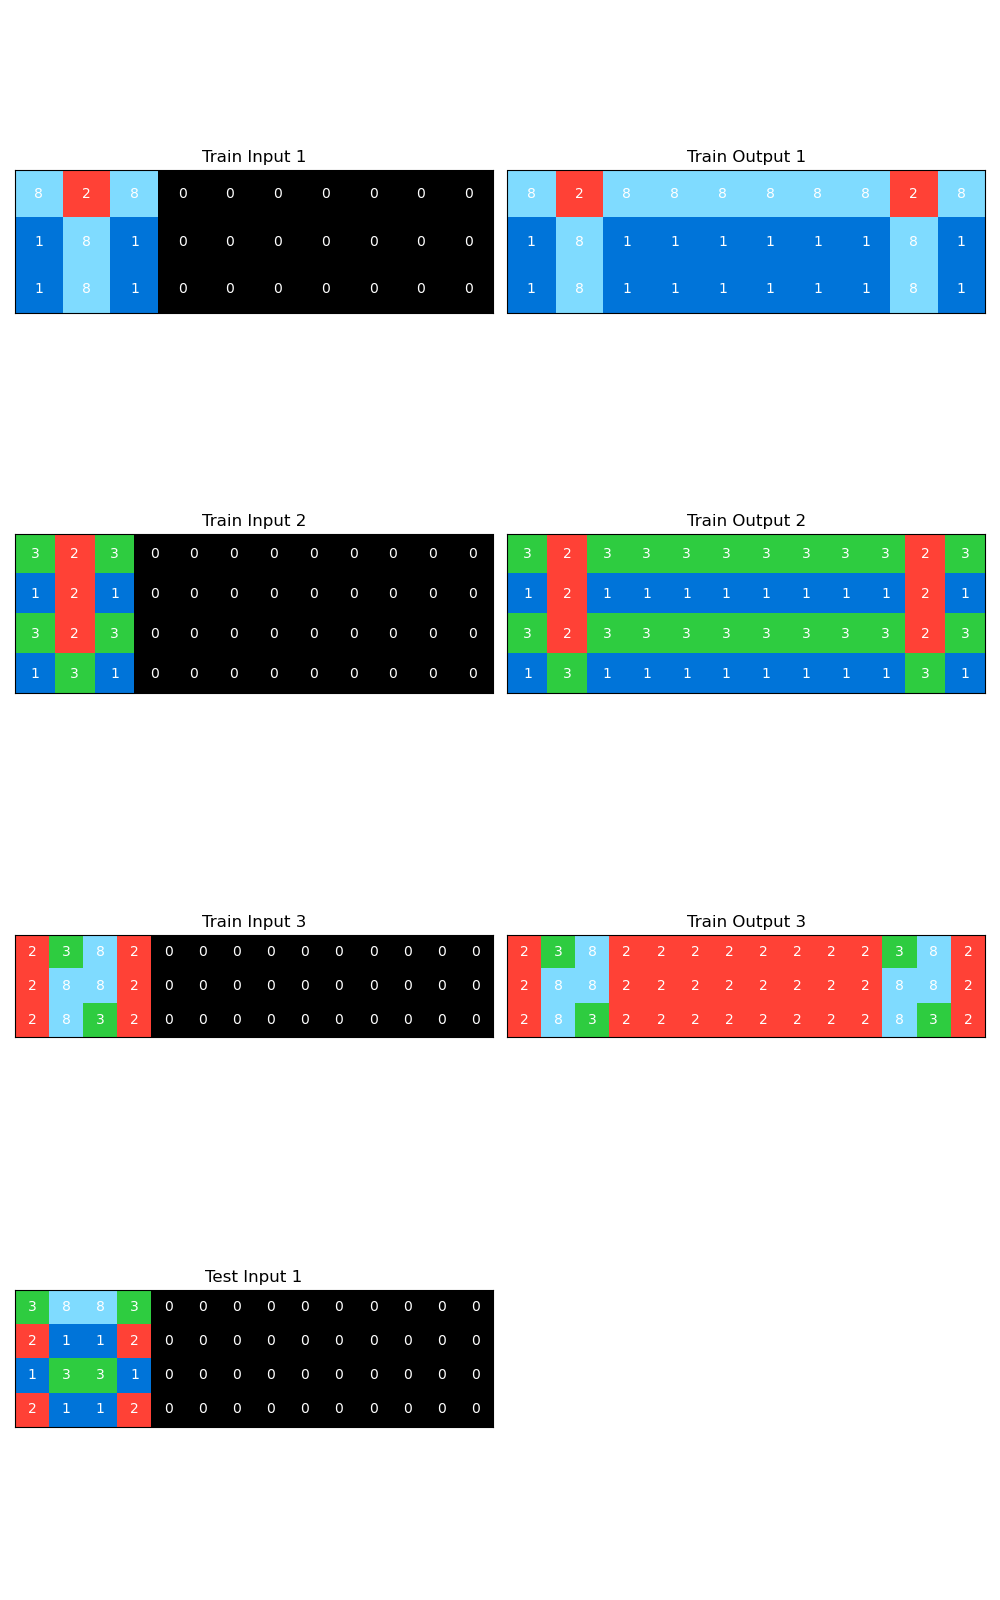 Train Input 1
Train Output 1
8 2 8 0 0 0 0 0 0 0
8 2 8 8 8 8 8 8 2 8
1 8 1 0 0 0 0 0 0 0
1 8 1 1 1 1 1 1 8 1
1 8 1 0 0 0 0 0 0 0
1 8 1 1 1 1 1 1 8 1
Train Input 2
Train Output 2
3 2 3 0 0 0 0 0 0 0 0 0
3 2 3 3 3 3 3 3 3 3 2 3
1 2 1 0 0 0 0 0 0 0 0 0
1 2 1 1 1 1 1 1 1 1 2 1
3 2 3 0 0 0 0 0 0 0 0 0
3 2 3 3 3 3 3 3 3 3 2 3
1 3 1 0 0 0 0 0 0 0 0 0
1 3 1 1 1 1 1 1 1 1 3 1
Train Input 3
Train Output 3
2 3 8 2 0 0 0 0 0 0 0 0 0 0
2 3 8 2 2 2 2 2 2 2 2 3 8 2
2 8 8 2 0 0 0 0 0 0 0 0 0 0
2 8 8 2 2 2 2 2 2 2 2 8 8 2
2 8 3 2 0 0 0 0 0 0 0 0 0 0
2 8 3 2 2 2 2 2 2 2 2 8 3 2
Test Input 1
3 8 8 3 0 0 0 0 0 0 0 0 0 0
2 1 1 2 0 0 0 0 0 0 0 0 0 0
1 3 3 1 0 0 0 0 0 0 0 0 0 0
2 1 1 2 0 0 0 0 0 0 0 0 0 0